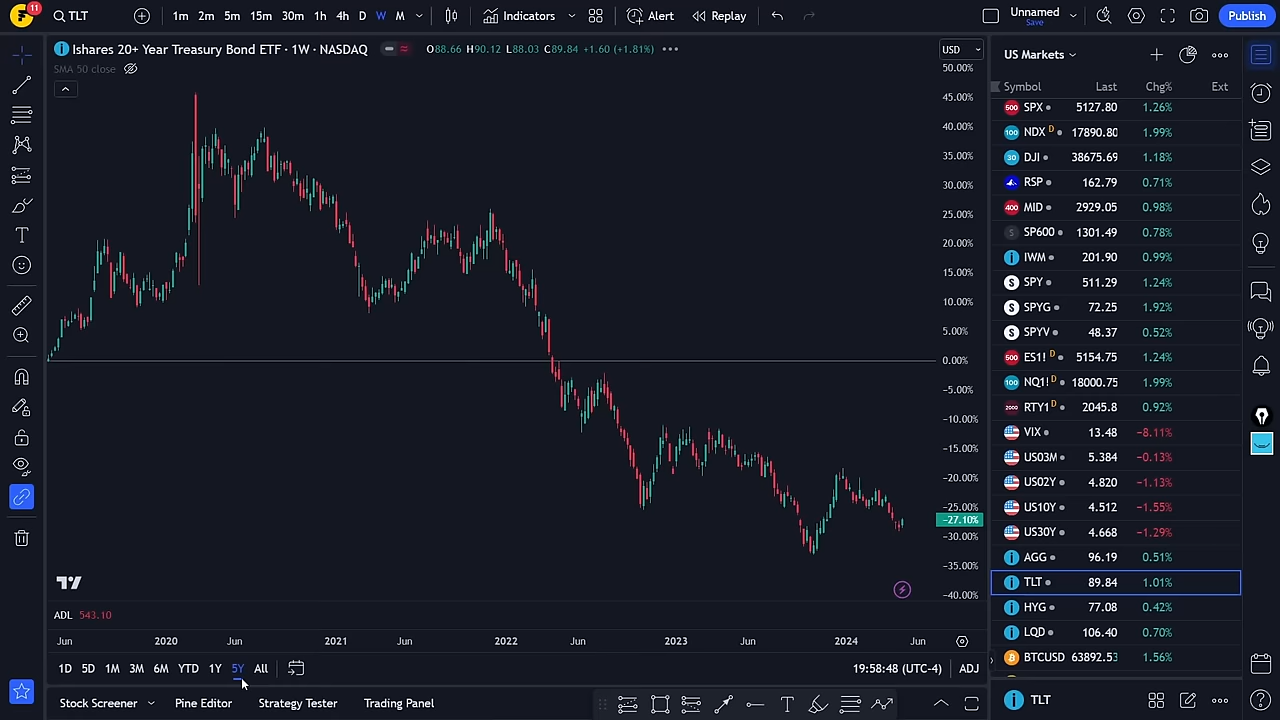 11
TLT
1m 2m 5m 15m 30m 1h 4h D W M
Indicators
Alert
Replay
Unnamed
Save
Publish
Ishares 20+ Year Treasury Bond ETF · 1W · NASDAQ
O88.66 H90.12 L88.03 C89.84 +1.60 (+1.81%)
USD
SMA 50 close
50.00%
45.00%
40.00%
35.00%
30.00%
25.00%
20.00%
15.00%
10.00%
5.00%
0.00%
−5.00%
−10.00%
−15.00%
−20.00%
−25.00%
−27.10%
−30.00%
−35.00%
−40.00%
ADL 543.10
Jun 2020 Jun 2021 Jun 2022 Jun 2023 Jun 2024 Jun
1D 5D 1M 3M 6M YTD 1Y 5Y All
19:58:48 (UTC-4) ADJ
Stock Screener
Pine Editor
Trading Panel
US Markets
Symbol Last Chg% Ext
500 SPX 5127.80 1.26%
100 NDX D 17890.80 1.99%
30 DJI 38675.69 1.18%
RSP 162.79 0.71%
400 MID 2929.05 0.98%
S SP600 1301.49 0.78%
IWM 201.90 0.99%
S SPY 511.29 1.24%
S SPYG 72.25 1.92%
S SPYV 48.37 0.52%
500 ES1! D 5154.75 1.24%
100 NQ1! D 18000.75 1.99%
2000 RTY1 D 2045.8 0.92%
VIX 13.48 −8.11%
US03M 5.384 −0.13%
US02Y 4.820 −1.13%
US10Y 4.512 −1.55%
US30Y 4.668 −1.29%
AGG 96.19 0.51%
TLT 89.84 1.01%
HYG 77.08 0.42%
LQD 106.40 0.70%
BTCUSD 63892.53 1.56%
TLT